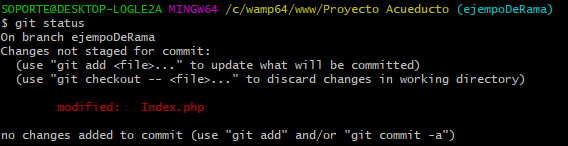 SOPORTE@DESKTOP-LOGLE2A MINGW64 /c/wamp64/www/Proyecto Acueducto (ejempoDeRama)
$ git status
On branch ejempoDeRama
Changes not staged for commit:
  (use "git add <file>..." to update what will be committed)
  (use "git checkout -- <file>..." to discard changes in working directory)

        modified:   Index.php

no changes added to commit (use "git add" and/or "git commit -a")